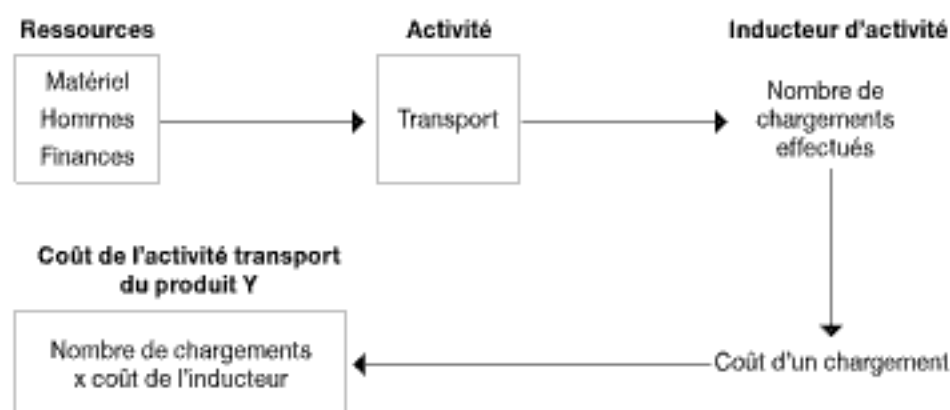 Ressources
Activité
Inducteur d'activité
Matériel
Hommes
Finances
Transport
Nombre de
chargements
effectués
Coût de l'activité transport
du produit Y
Nombre de chargements
x coût de l'inducteur
Coût d'un chargement